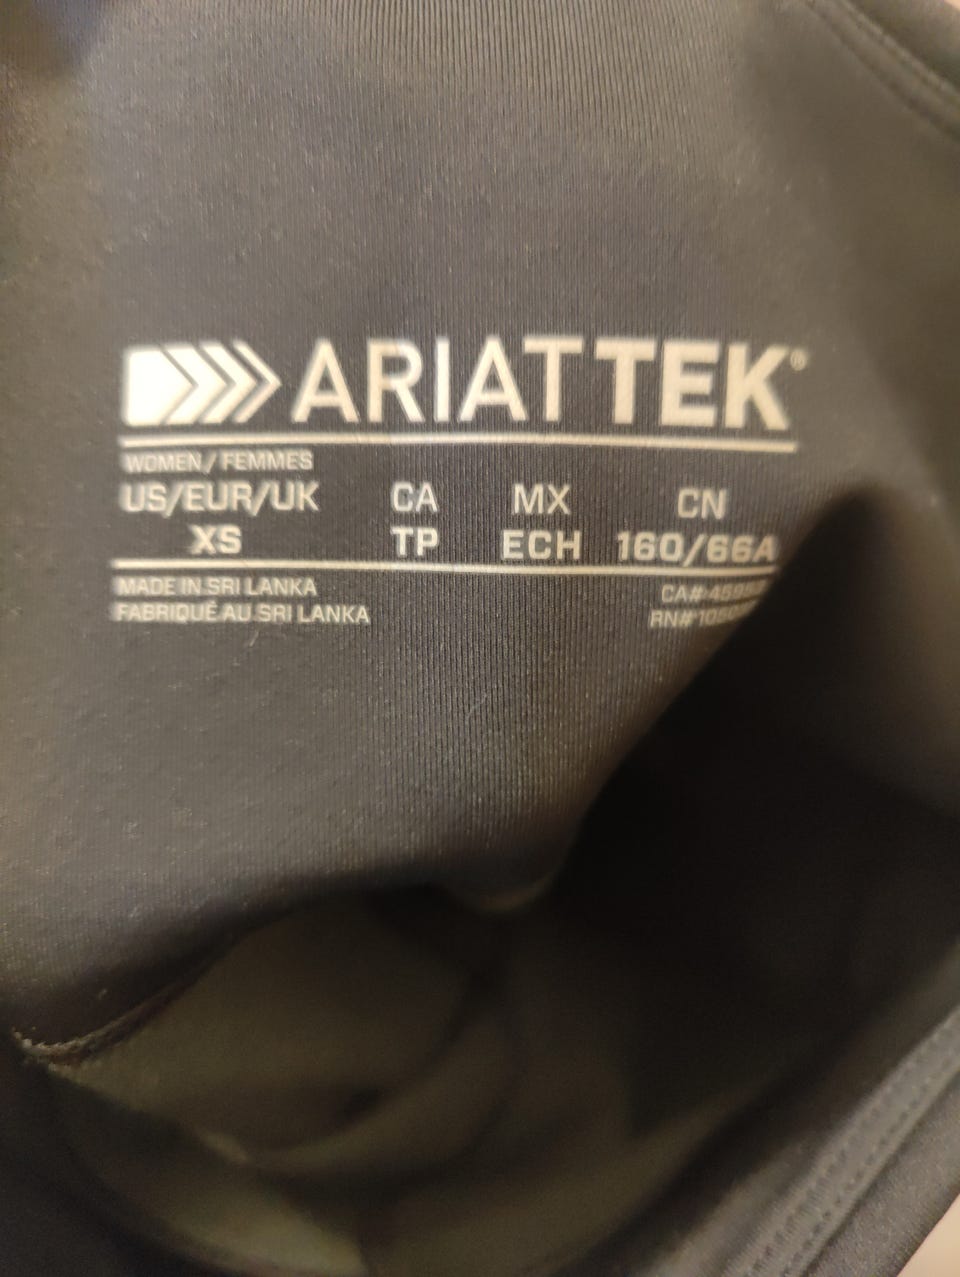 ARIATTEK®
WOMEN/FEMMES
US/EUR/UK CA MX CN
XS TP ECH 160/66A
MADE IN SRI LANKA
FABRIQUÉ AU SRI LANKA